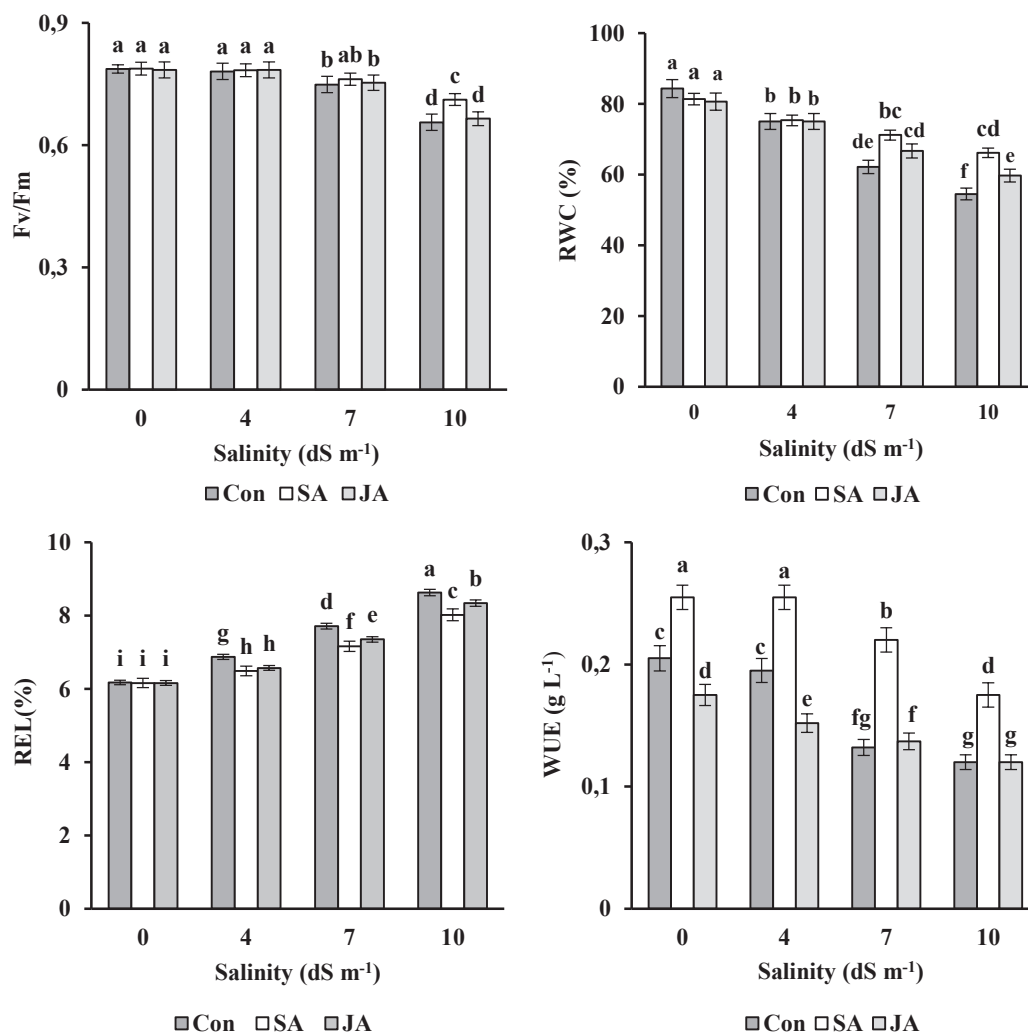 0,9
0,6
0,3
0
Fv/Fm
a a a
a a a
b ab b
d c d
0 4 7 10
Salinity (dS m⁻¹)
Con SA JA
100
80
60
40
20
0
RWC (%)
a a a
b b b
de bc cd
f cd e
0 4 7 10
Salinity (dS m⁻¹)
Con SA JA
10
8
6
4
2
0
REL(%)
i i i
g h h
d f e
a c b
0 4 7 10
Salinity (dS m⁻¹)
Con SA JA
0,3
0,2
0,1
0
WUE (g L⁻¹)
c a d
c a e
fg b f
g d g
0 4 7 10
Salinity (dS m⁻¹)
Con SA JA